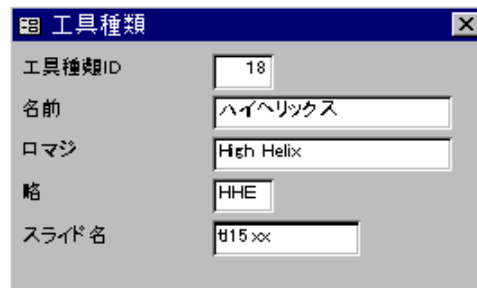 工具種類
工具種類ID 18
名前 ハイヘリックス
ロマジ High Helix
略 HHE
スライド名 ｾﾘ15xx